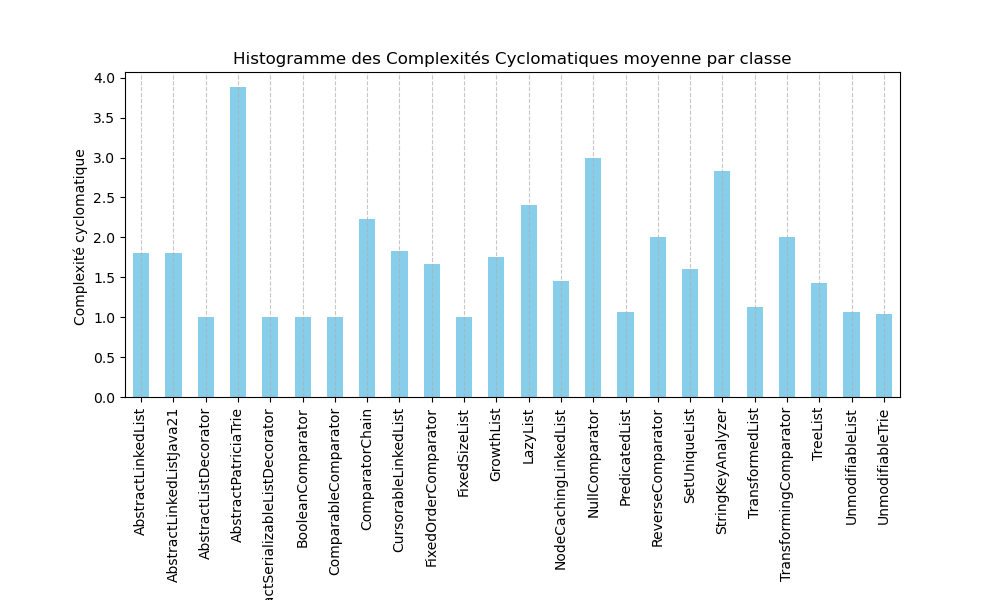 Histogramme des Complexités Cyclomatiques moyenne par classe
Complexité cyclomatique
4.0
3.5
3.0
2.5
2.0
1.5
1.0
0.5
0.0
AbstractLinkedList
AbstractLinkedListJava21
AbstractListDecorator
AbstractPatriciaTrie
actSerializableListDecorator
BooleanComparator
ComparableComparator
ComparatorChain
CursorableLinkedList
FixedOrderComparator
FixedSizeList
GrowthList
LazyList
NodeCachingLinkedList
NullComparator
PredicatedList
ReverseComparator
SetUniqueList
StringKeyAnalyzer
TransformedList
TransformingComparator
TreeList
UnmodifiableList
UnmodifiableTrie